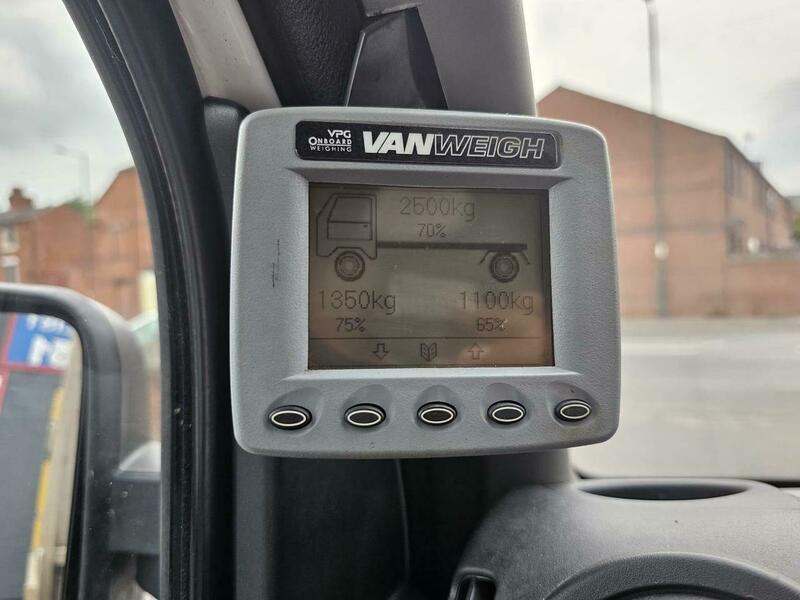 VPG
ONBOARD
WEIGHING
VANWEIGH
2500kg
70%
1350kg
1100kg
75%
65%